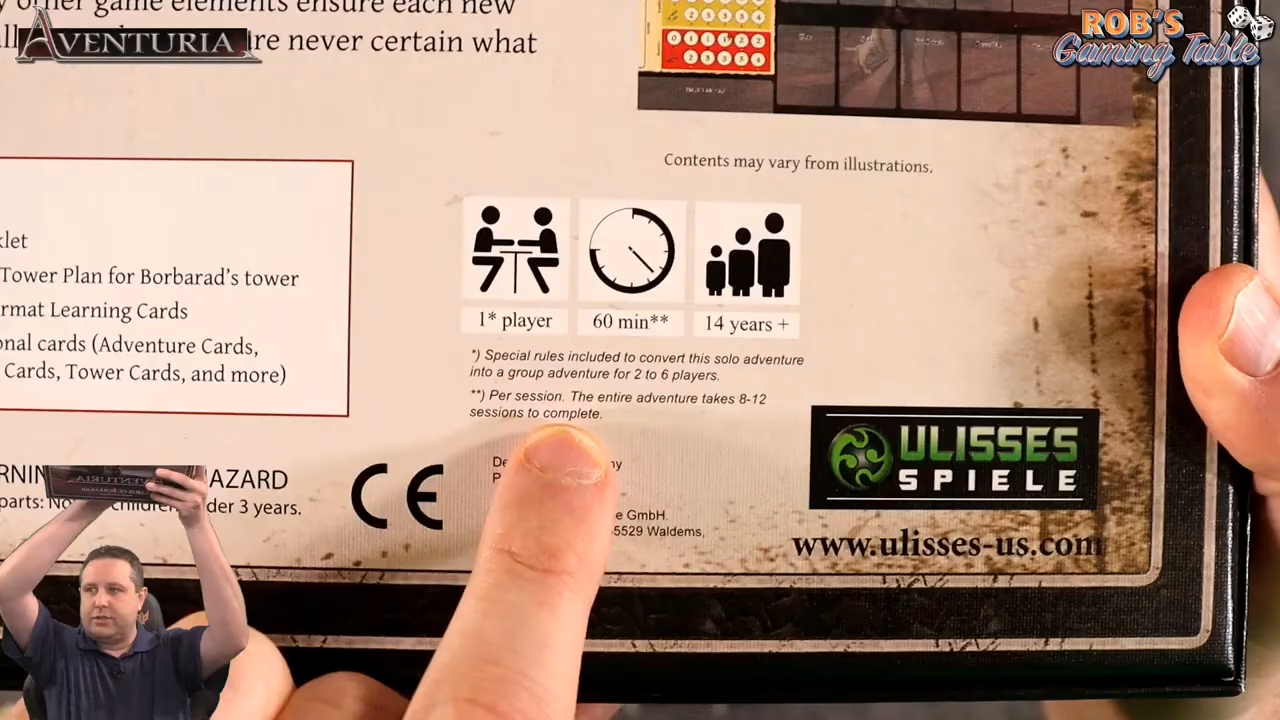 other game elements ensure each new
AVENTURIA
re never certain what
ROB'S
Gaming Table
Contents may vary from illustrations.
klet
Tower Plan for Borbarad's tower
rmat Learning Cards
onal cards (Adventure Cards,
Cards, Tower Cards, and more)
1* player
60 min**
14 years +
*) Special rules included to convert this solo adventure
into a group adventure for 2 to 6 players.
**) Per session. The entire adventure takes 8-12
sessions to complete.
HAZARD
parts: No
der 3 years.
CE
De
ny
e GmbH.
5529 Waldems,
ULISSES
SPIELE
www.ulisses-us.com